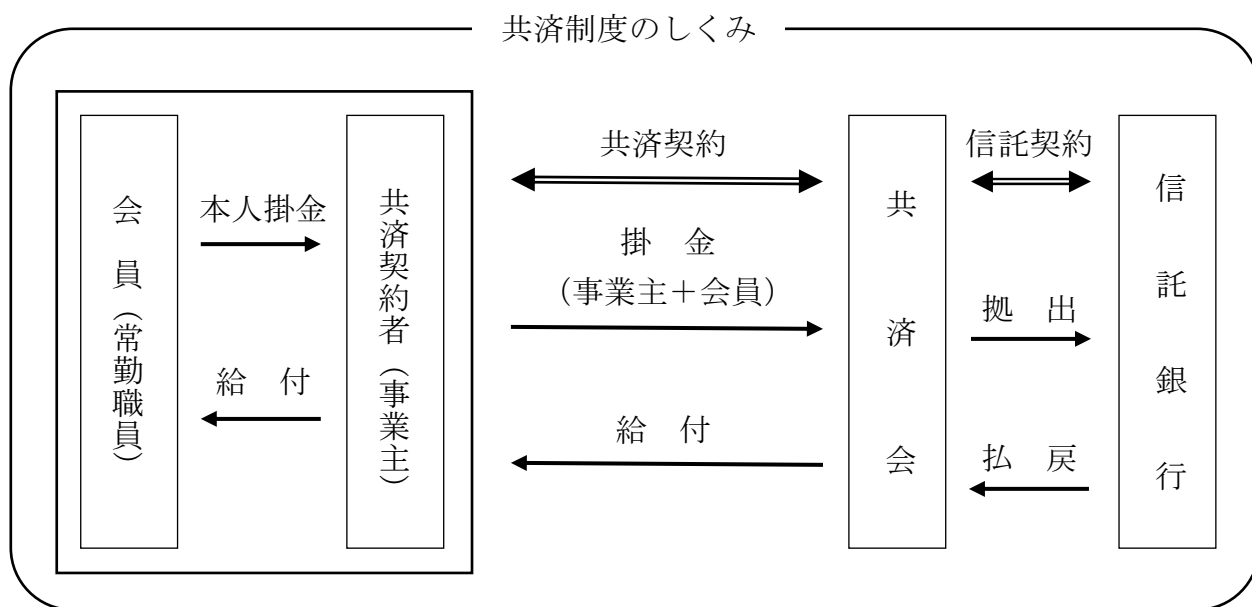 共済制度のしくみ
会員（常勤職員）
本人掛金
給　付
共済契約者（事業主）
共済契約
掛　金
（事業主＋会員）
給　付
共済会
信託契約
拠　出
払　戻
信託銀行